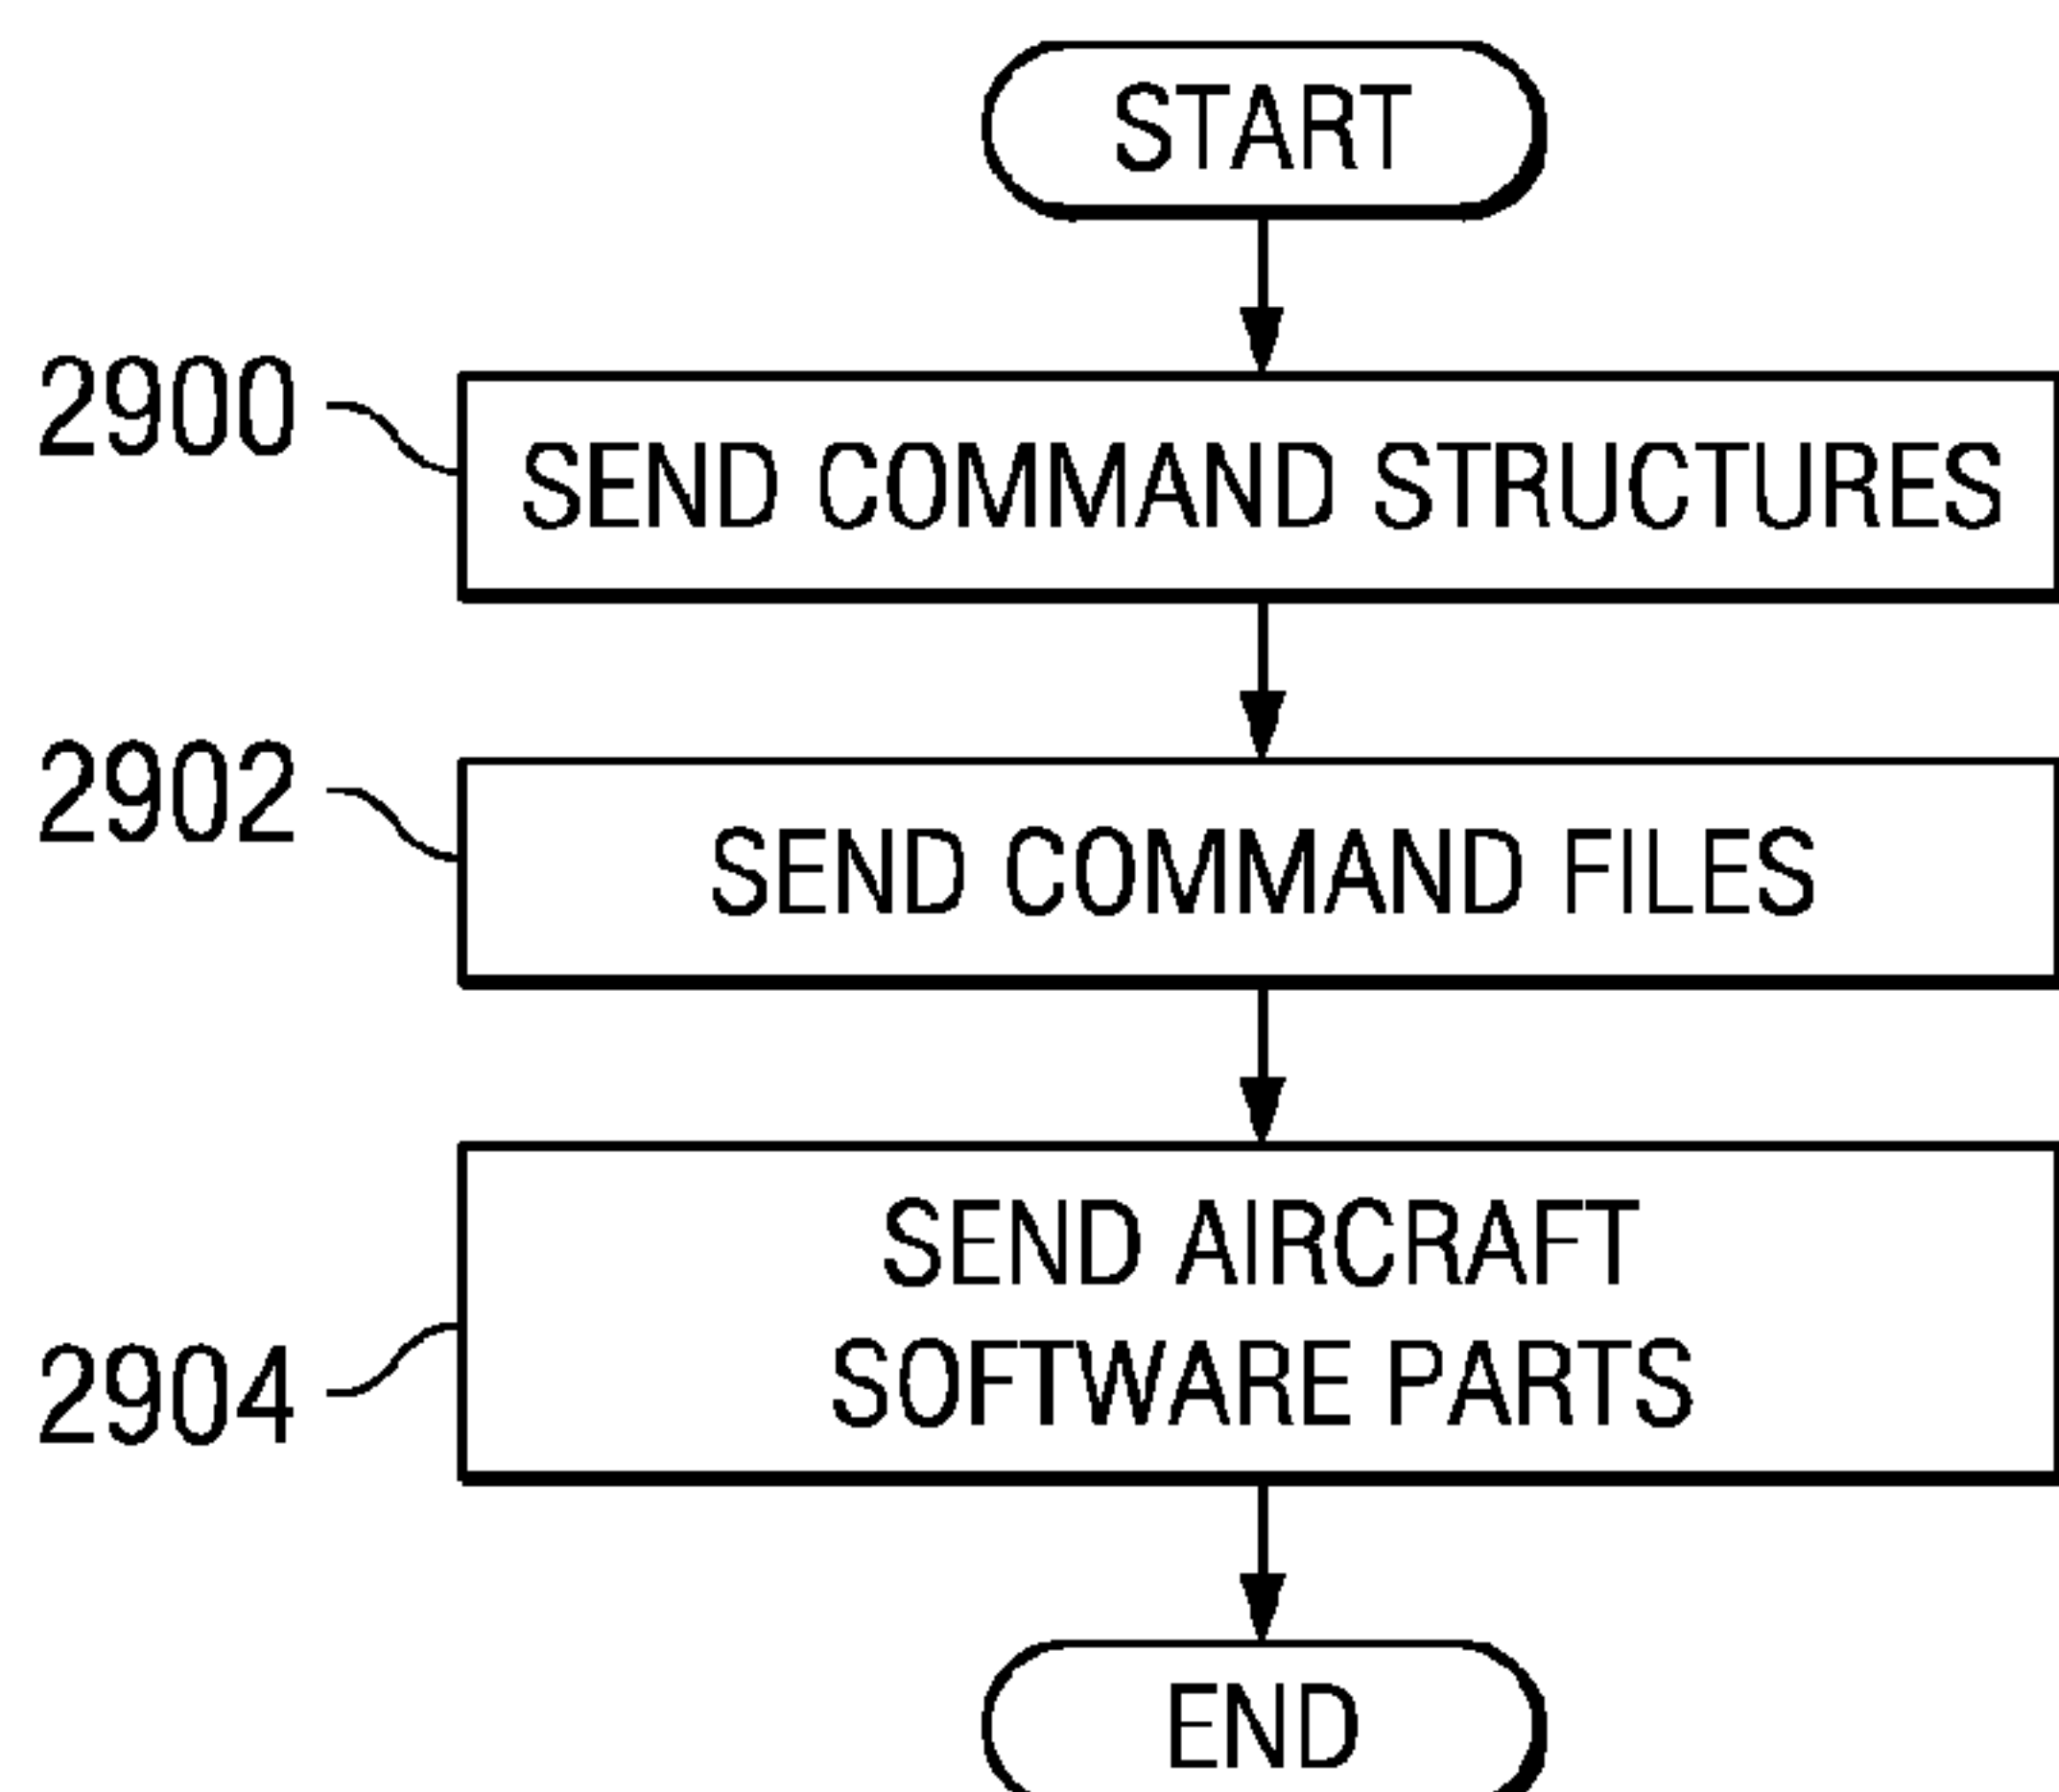 START
2900
SEND COMMAND STRUCTURES
2902
SEND COMMAND FILES
SEND AIRCRAFT
SOFTWARE PARTS
2904
END